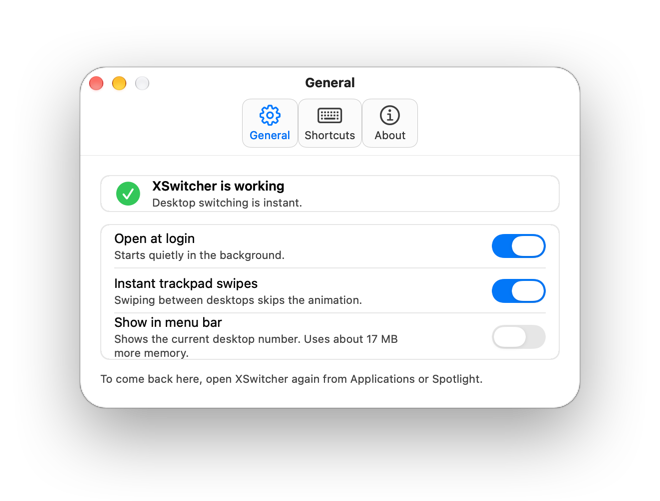 General
General
Shortcuts
About
XSwitcher is working
Desktop switching is instant.
Open at login
Starts quietly in the background.
Instant trackpad swipes
Swiping between desktops skips the animation.
Show in menu bar
Shows the current desktop number. Uses about 17 MB
more memory.
To come back here, open XSwitcher again from Applications or Spotlight.